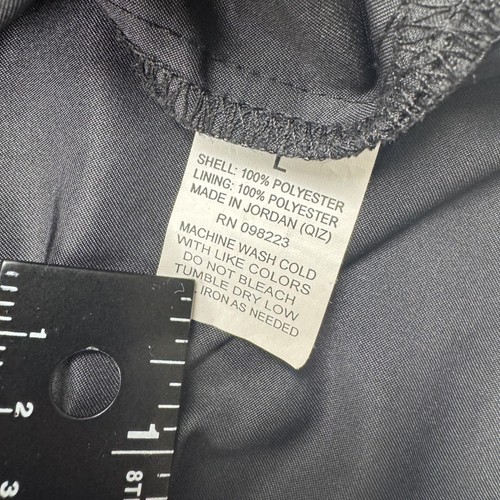 L
SHELL: 100% POLYESTER
LINING: 100% POLYESTER
MADE IN JORDAN (QIZ)
RN 098223
MACHINE WASH COLD
WITH LIKE COLORS
DO NOT BLEACH
TUMBLE DRY LOW
IRON AS NEEDED
1
2
3
1
8T